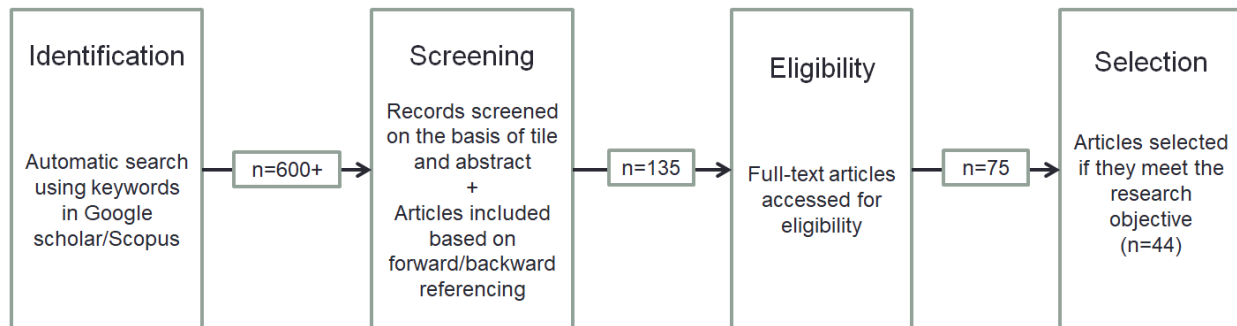 Identification
Automatic search
using keywords
in Google
scholar/Scopus
n=600+
Screening
Records screened
on the basis of tile
and abstract
+
Articles included
based on
forward/backward
referencing
n=135
Eligibility
Full-text articles
accessed for
eligibility
n=75
Selection
Articles selected
if they meet the
research
objective
(n=44)